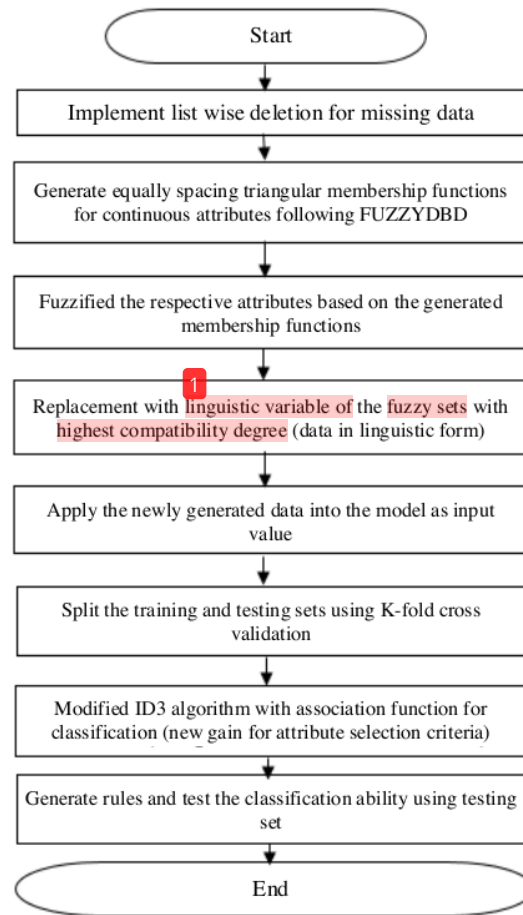 Start
Implement list wise deletion for missing data
Generate equally spacing triangular membership functions
for continuous attributes following FUZZYDBD
Fuzzified the respective attributes based on the generated
membership functions
1
Replacement with linguistic variable of the fuzzy sets with
highest compatibility degree (data in linguistic form)
Apply the newly generated data into the model as input
value
Split the training and testing sets using K-fold cross
validation
Modified ID3 algorithm with association function for
classification (new gain for attribute selection criteria)
Generate rules and test the classification ability using testing
set
End